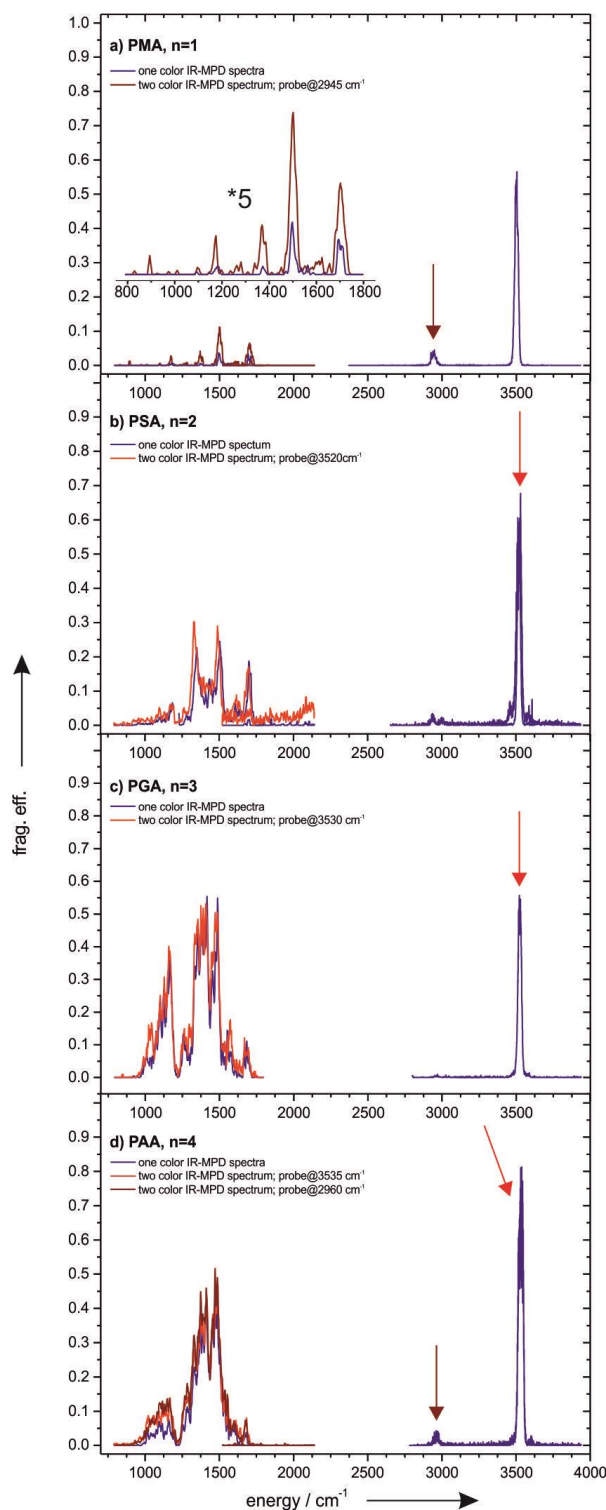 1.0
a) PMA, n=1
0.9
one color IR-MPD spectra
0.8
two color IR-MPD spectrum; probe@2945 cm⁻¹
0.7
0.6
*5
0.5
0.4
0.3
800 1000 1200 1400 1600 1800
0.2
0.1
0.0
1000 1500 2000 2500 3000 3500
b) PSA, n=2
0.9
one color IR-MPD spectum
0.8
two color IR-MPD spectrum; probe@3520cm⁻¹
0.7
0.6
0.5
0.4
0.3
0.2
0.1
0.0
1000 1500 2000 2500 3000 3500
c) PGA, n=3
0.9
one color IR-MPD spectra
0.8
two color IR-MPD spectrum; probe@3530 cm⁻¹
0.7
0.6
0.5
0.4
0.3
0.2
0.1
0.0
1000 1500 2000 2500 3000 3500
d) PAA, n=4
0.9
one color IR-MPD spectra
two color IR-MPD spectrum; probe@3535 cm⁻¹
0.8
two color IR-MPD spectrum; probe@2960 cm⁻¹
0.7
0.6
0.5
0.4
0.3
0.2
0.1
0.0
1000 1500 2000 2500 3000 3500 4000
energy / cm⁻¹
frag. eff.